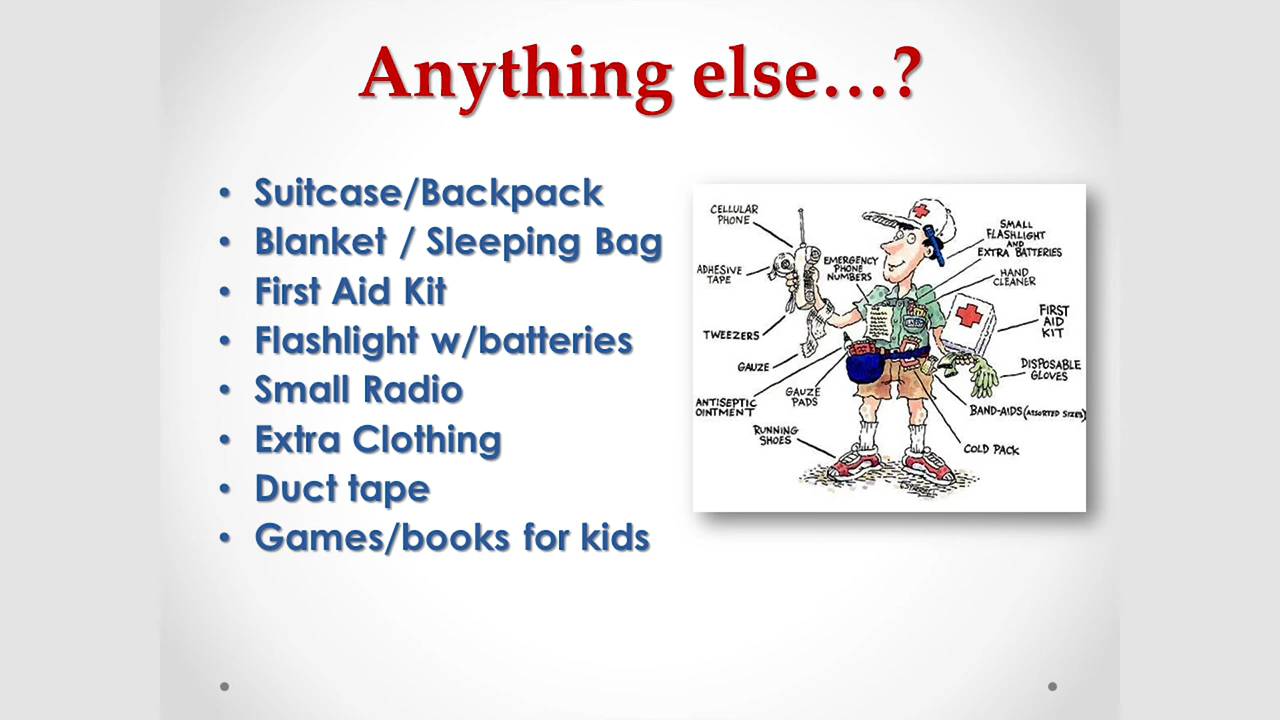 Anything else...?
• Suitcase/Backpack
• Blanket / Sleeping Bag
• First Aid Kit
• Flashlight w/batteries
• Small Radio
• Extra Clothing
• Duct tape
• Games/books for kids
CELLULAR
PHONE
ADHESIVE
TAPE
EMERGENCY
PHONE
NUMBERS
TWEEZERS
GAUZE
GAUZE
PADS
ANTISEPTIC
OINTMENT
RUNNING
SHOES
SMALL
FLASHLIGHT
AND
EXTRA BATTERIES
HAND
CLEANER
FIRST
AID
KIT
DISPOSABLE
GLOVES
BAND-AIDS (ASSORTED SIZES)
COLD PACK